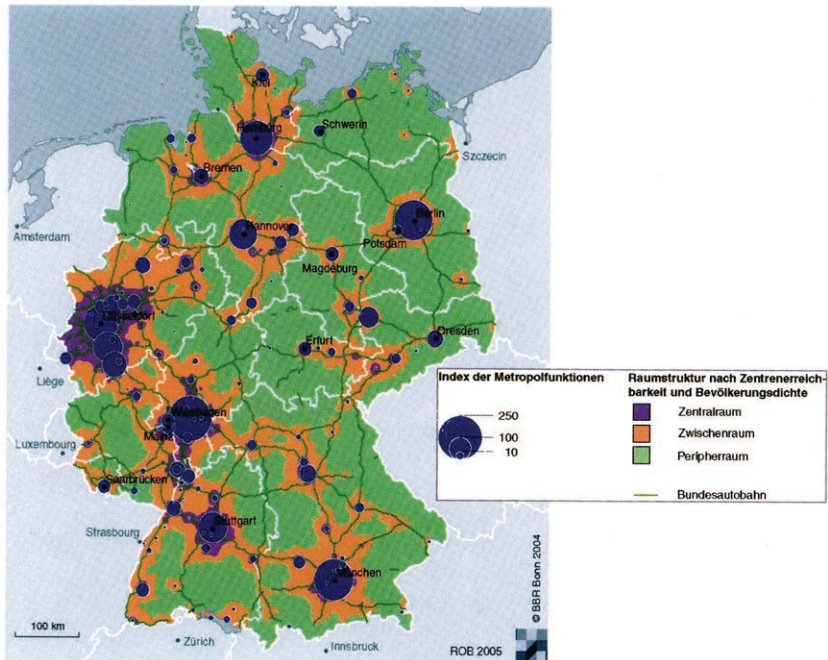 Kiel
Hamburg
Schwerin
Szczecin
Bremen
Amsterdam
Hannover
Berlin
Potsdam
Magdeburg
Düsseldorf
Erfurt
Dresden
Liège
Wiesbaden
Mainz
Luxembourg
Saarbrücken
Strasbourg
Stuttgart
München
Zürich
Innsbruck
100 km
ROB 2005
© BBR Bonn 2004
Index der Metropolfunktionen
250
100
10
Raumstruktur nach Zentrenerreich-
barkeit und Bevölkerungsdichte
Zentralraum
Zwischenraum
Peripherraum
Bundesautobahn